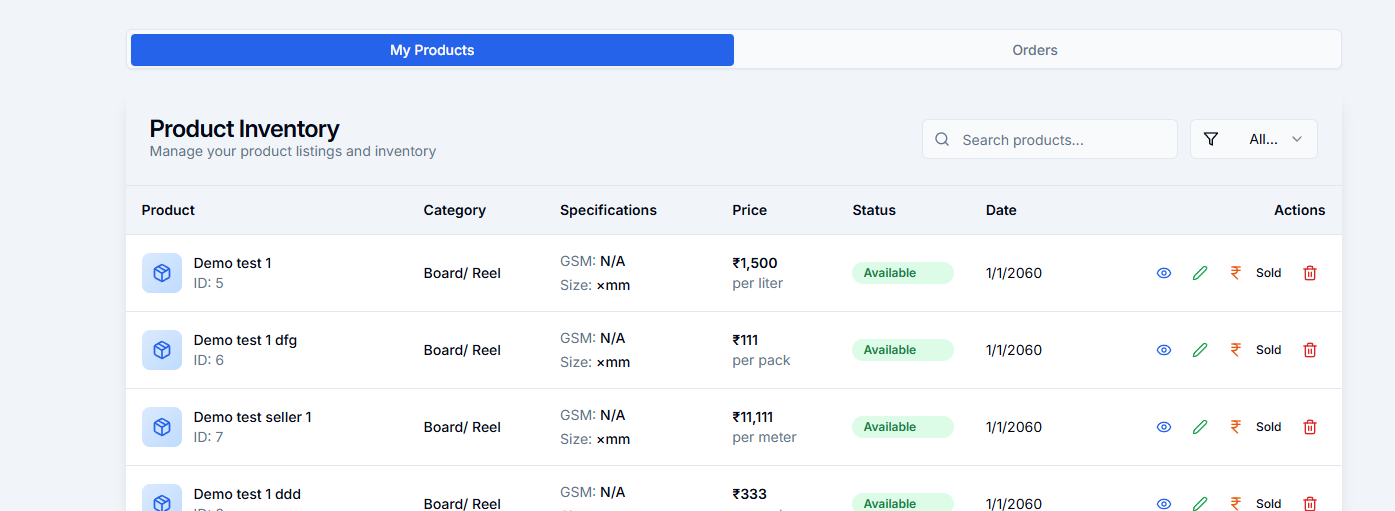 My Products Orders
Product Inventory
Manage your product listings and inventory
Search products...
All...
Product Category Specifications Price Status Date Actions
Demo test 1
ID: 5
Board/ Reel
GSM: N/A
Size: ×mm
₹1,500
per liter
Available
1/1/2060
₹ Sold
Demo test 1 dfg
ID: 6
Board/ Reel
GSM: N/A
Size: ×mm
₹111
per pack
Available
1/1/2060
₹ Sold
Demo test seller 1
ID: 7
Board/ Reel
GSM: N/A
Size: ×mm
₹11,111
per meter
Available
1/1/2060
₹ Sold
Demo test 1 ddd
Board/ Reel
GSM: N/A
₹333
Available
1/1/2060
₹ Sold